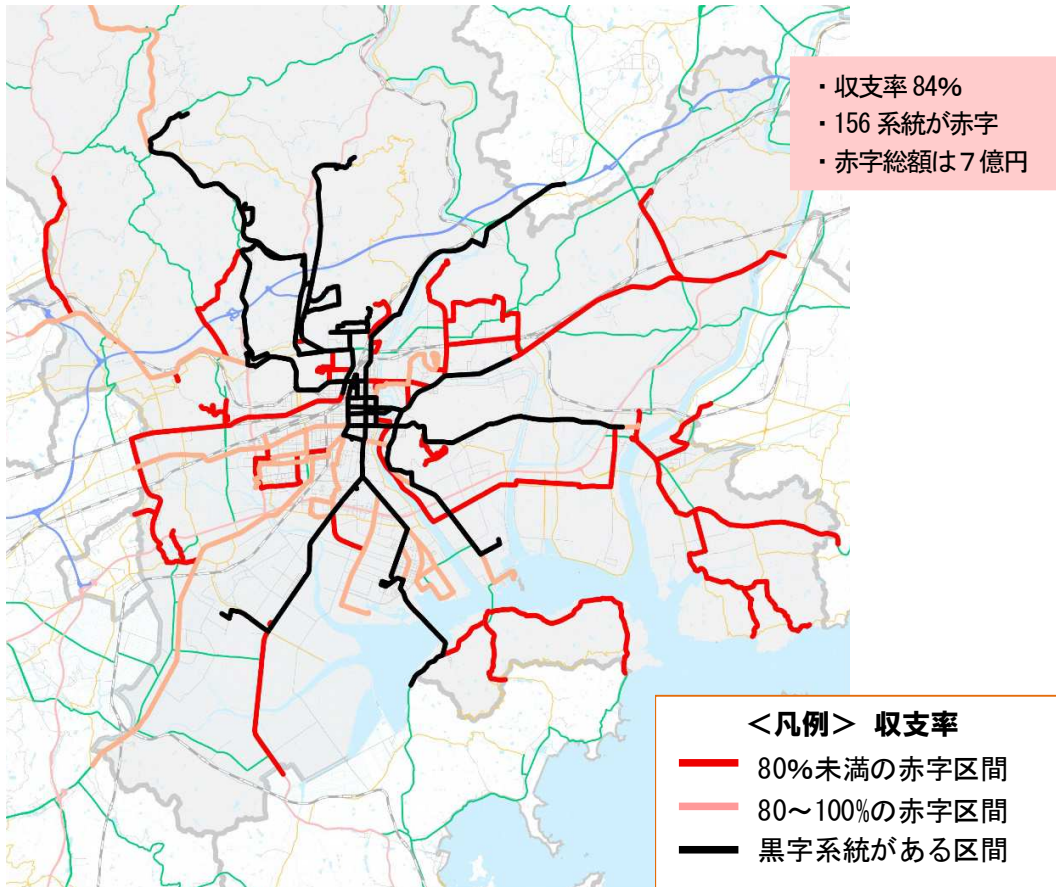 ・収支率 84%
・156 系統が赤字
・赤字総額は７億円
＜凡例＞ 収支率
80%未満の赤字区間
80～100%の赤字区間
黒字系統がある区間